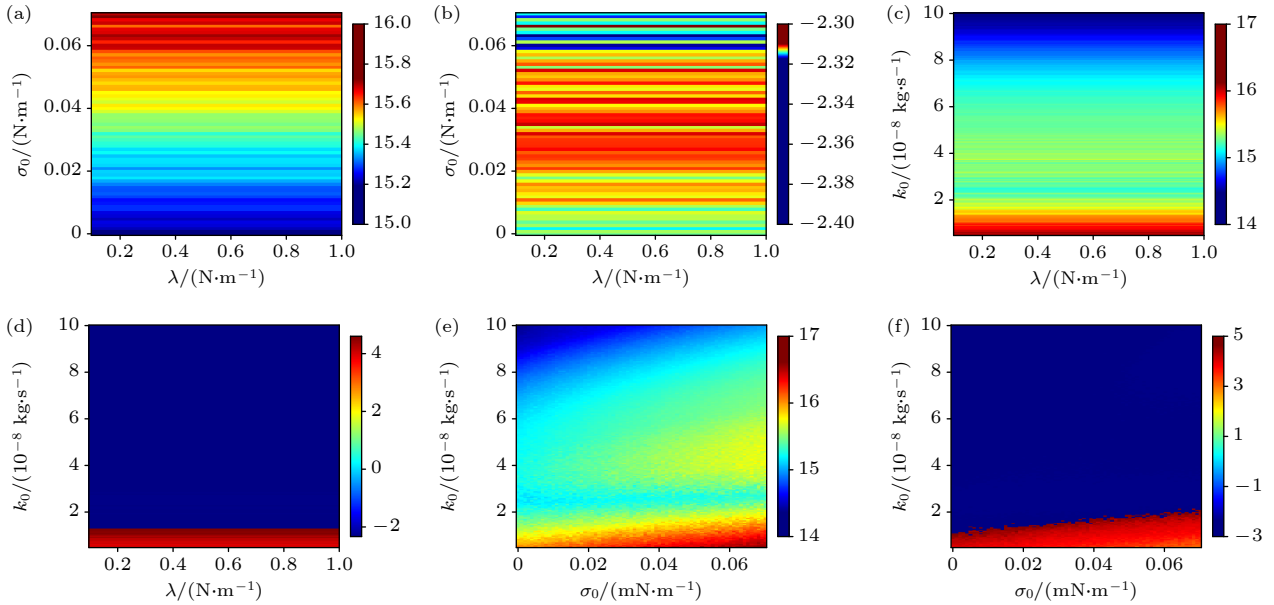 (a)
σ₀/(N·m⁻¹)
0.06
0.04
0.02
0
0.2 0.4 0.6 0.8 1.0
λ/(N·m⁻¹)
16.0
15.8
15.6
15.4
15.2
15.0
(b)
σ₀/(N·m⁻¹)
0.06
0.04
0.02
0
0.2 0.4 0.6 0.8 1.0
λ/(N·m⁻¹)
−2.30
−2.32
−2.34
−2.36
−2.38
−2.40
(c)
k₀/(10⁻⁸ kg·s⁻¹)
10
8
6
4
2
0.2 0.4 0.6 0.8 1.0
λ/(N·m⁻¹)
17
16
15
14
(d)
k₀/(10⁻⁸ kg·s⁻¹)
10
8
6
4
2
0.2 0.4 0.6 0.8 1.0
λ/(N·m⁻¹)
4
2
0
−2
(e)
k₀/(10⁻⁸ kg·s⁻¹)
10
8
6
4
2
0 0.02 0.04 0.06
σ₀/(mN·m⁻¹)
17
16
15
14
(f)
k₀/(10⁻⁸ kg·s⁻¹)
10
8
6
4
2
0 0.02 0.04 0.06
σ₀/(mN·m⁻¹)
5
3
1
−1
−3